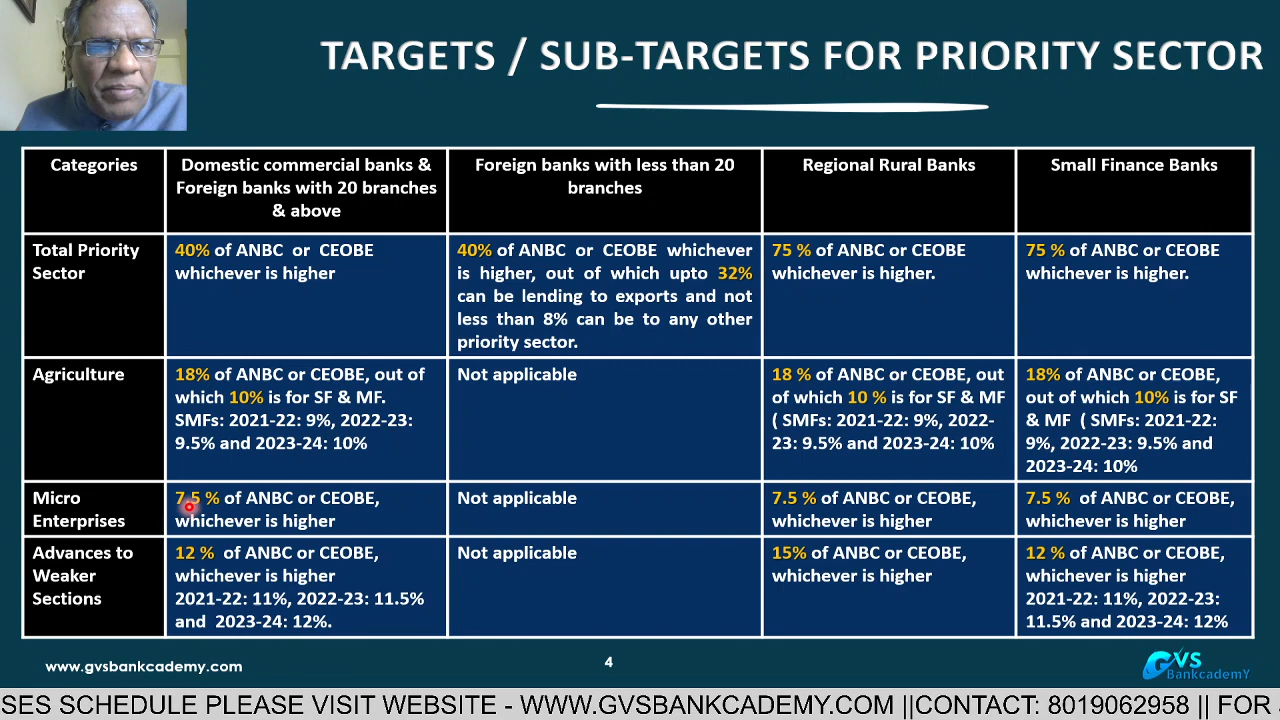 TARGETS / SUB-TARGETS FOR PRIORITY SECTOR
Categories
Domestic commercial banks &
Foreign banks with 20 branches
& above
Foreign banks with less than 20
branches
Regional Rural Banks
Small Finance Banks
Total Priority
Sector
40% of ANBC or CEOBE
whichever is higher
40% of ANBC or CEOBE whichever
is higher, out of which upto 32%
can be lending to exports and not
less than 8% can be to any other
priority sector.
75 % of ANBC or CEOBE
whichever is higher.
75 % of ANBC or CEOBE
whichever is higher.
Agriculture
18% of ANBC or CEOBE, out of
which 10% is for SF & MF.
SMFs: 2021-22: 9%, 2022-23:
9.5% and 2023-24: 10%
Not applicable
18 % of ANBC or CEOBE, out
of which 10 % is for SF & MF
( SMFs: 2021-22: 9%, 2022-
23: 9.5% and 2023-24: 10%
18% of ANBC or CEOBE,
out of which 10% is for SF
& MF ( SMFs: 2021-22:
9%, 2022-23: 9.5% and
2023-24: 10%
Micro
Enterprises
7.5 % of ANBC or CEOBE,
whichever is higher
Not applicable
7.5 % of ANBC or CEOBE,
whichever is higher
7.5 % of ANBC or CEOBE,
whichever is higher
Advances to
Weaker
Sections
12 % of ANBC or CEOBE,
whichever is higher
2021-22: 11%, 2022-23: 11.5%
and 2023-24: 12%.
Not applicable
15% of ANBC or CEOBE,
whichever is higher
12 % of ANBC or CEOBE,
whichever is higher
2021-22: 11%, 2022-23:
11.5% and 2023-24: 12%
www.gvsbankcademy.com
4
GVS
BankcademY
SES SCHEDULE PLEASE VISIT WEBSITE - WWW.GVSBANKCADEMY.COM ||CONTACT: 8019062958 || FOR